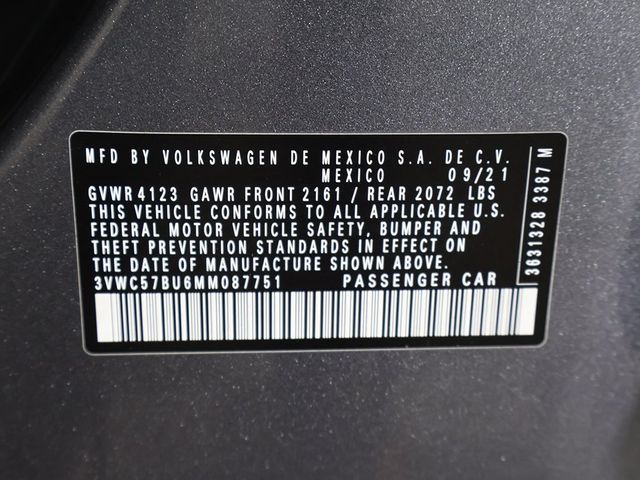 MFD BY VOLKSWAGEN DE MEXICO S.A. DE C.V.
MEXICO 09/21
GVWR 4123 GAWR FRONT 2161 / REAR 2072 LBS
THIS VEHICLE CONFORMS TO ALL APPLICABLE U.S.
FEDERAL MOTOR VEHICLE SAFETY, BUMPER AND
THEFT PREVENTION STANDARDS IN EFFECT ON
THE DATE OF MANUFACTURE SHOWN ABOVE.
3VWC57BU6MM087751 PASSENGER CAR
3631328 3387 M